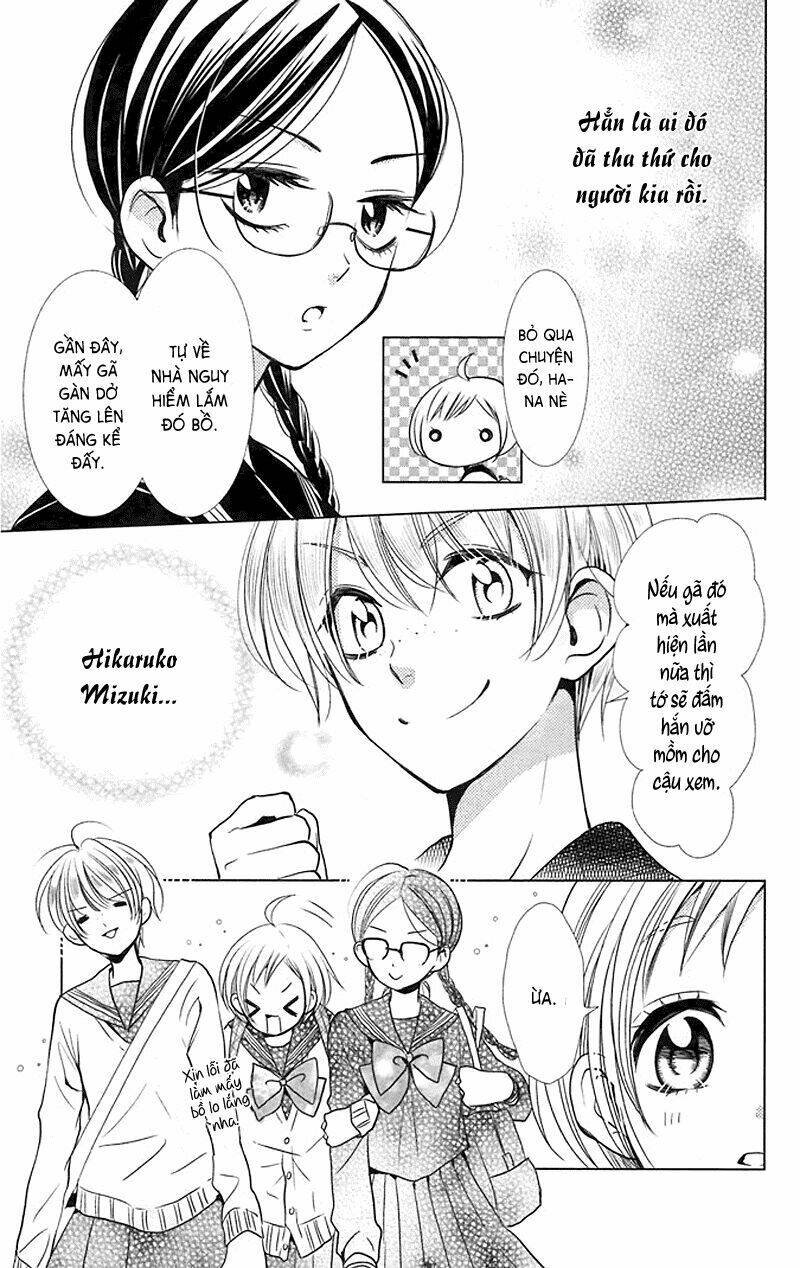 Hẳn là ai đó
đã tha thứ cho
người kia rồi.
BỎ QUA
CHUYỆN
ĐÓ, HA-
NA NÈ
TỰ VỀ
NHÀ NGUY
HIỂM LẮM
ĐÓ BỒ.
GẦN ĐÂY,
MẤY GÃ
GÀN DỞ
TĂNG LÊN
ĐÁNG KỂ
ĐẤY.
Nếu gã đó
mà xuất
hiện lần
nữa thì
tớ sẽ đấm
hắn vỡ
mồm cho
cậu xem.
Hikaruko
Mizuki...
ỪA.
Xin lỗi đã
làm mấy
bồ lo lắng
nha!